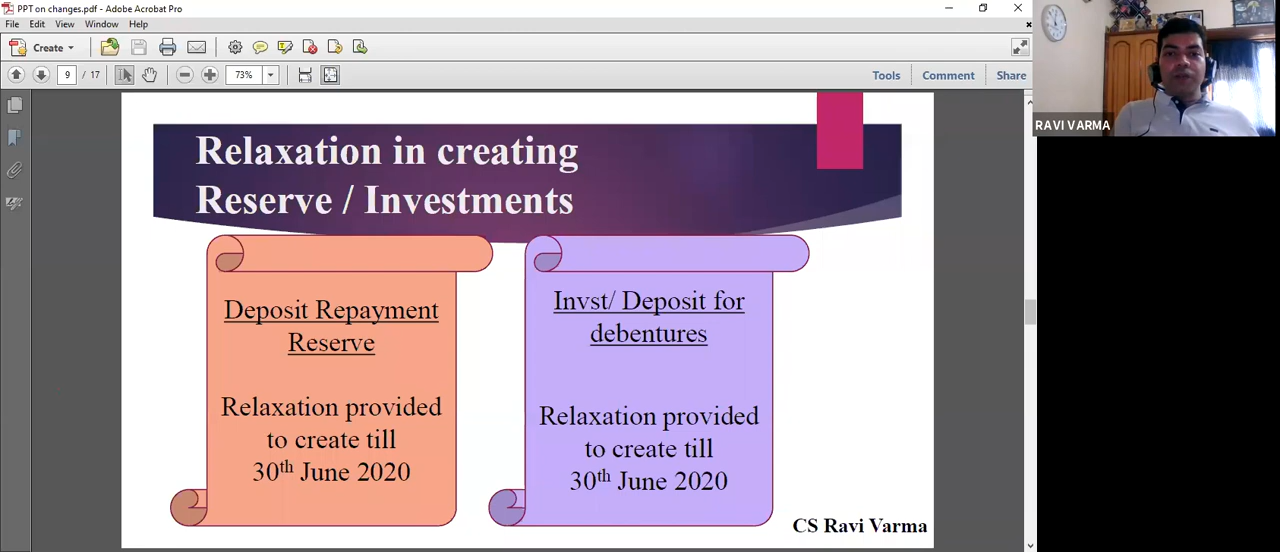 PPT on changes.pdf - Adobe Acrobat Pro
File Edit View Window Help
Create
9 / 17 73% Tools Comment Share
RAVI VARMA
Relaxation in creating
Reserve / Investments
Deposit Repayment
Reserve
Relaxation provided
to create till
30th June 2020
Invst/ Deposit for
debentures
Relaxation provided
to create till
30th June 2020
CS Ravi Varma